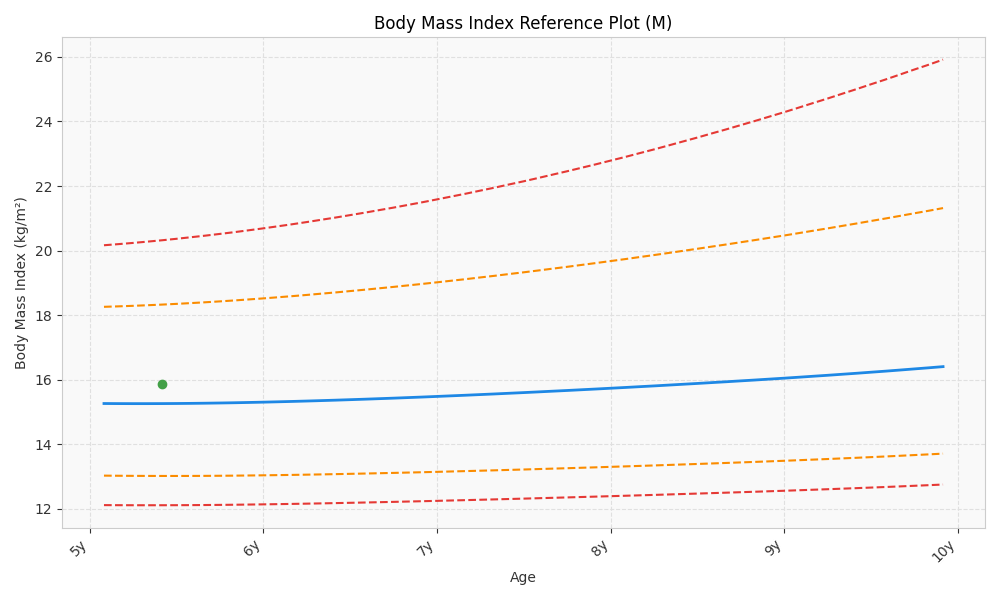 Body Mass Index Reference Plot (M)
Body Mass Index (kg/m²)
26
24
22
20
18
16
14
12
5y
6y
7y
8y
9y
10y
Age